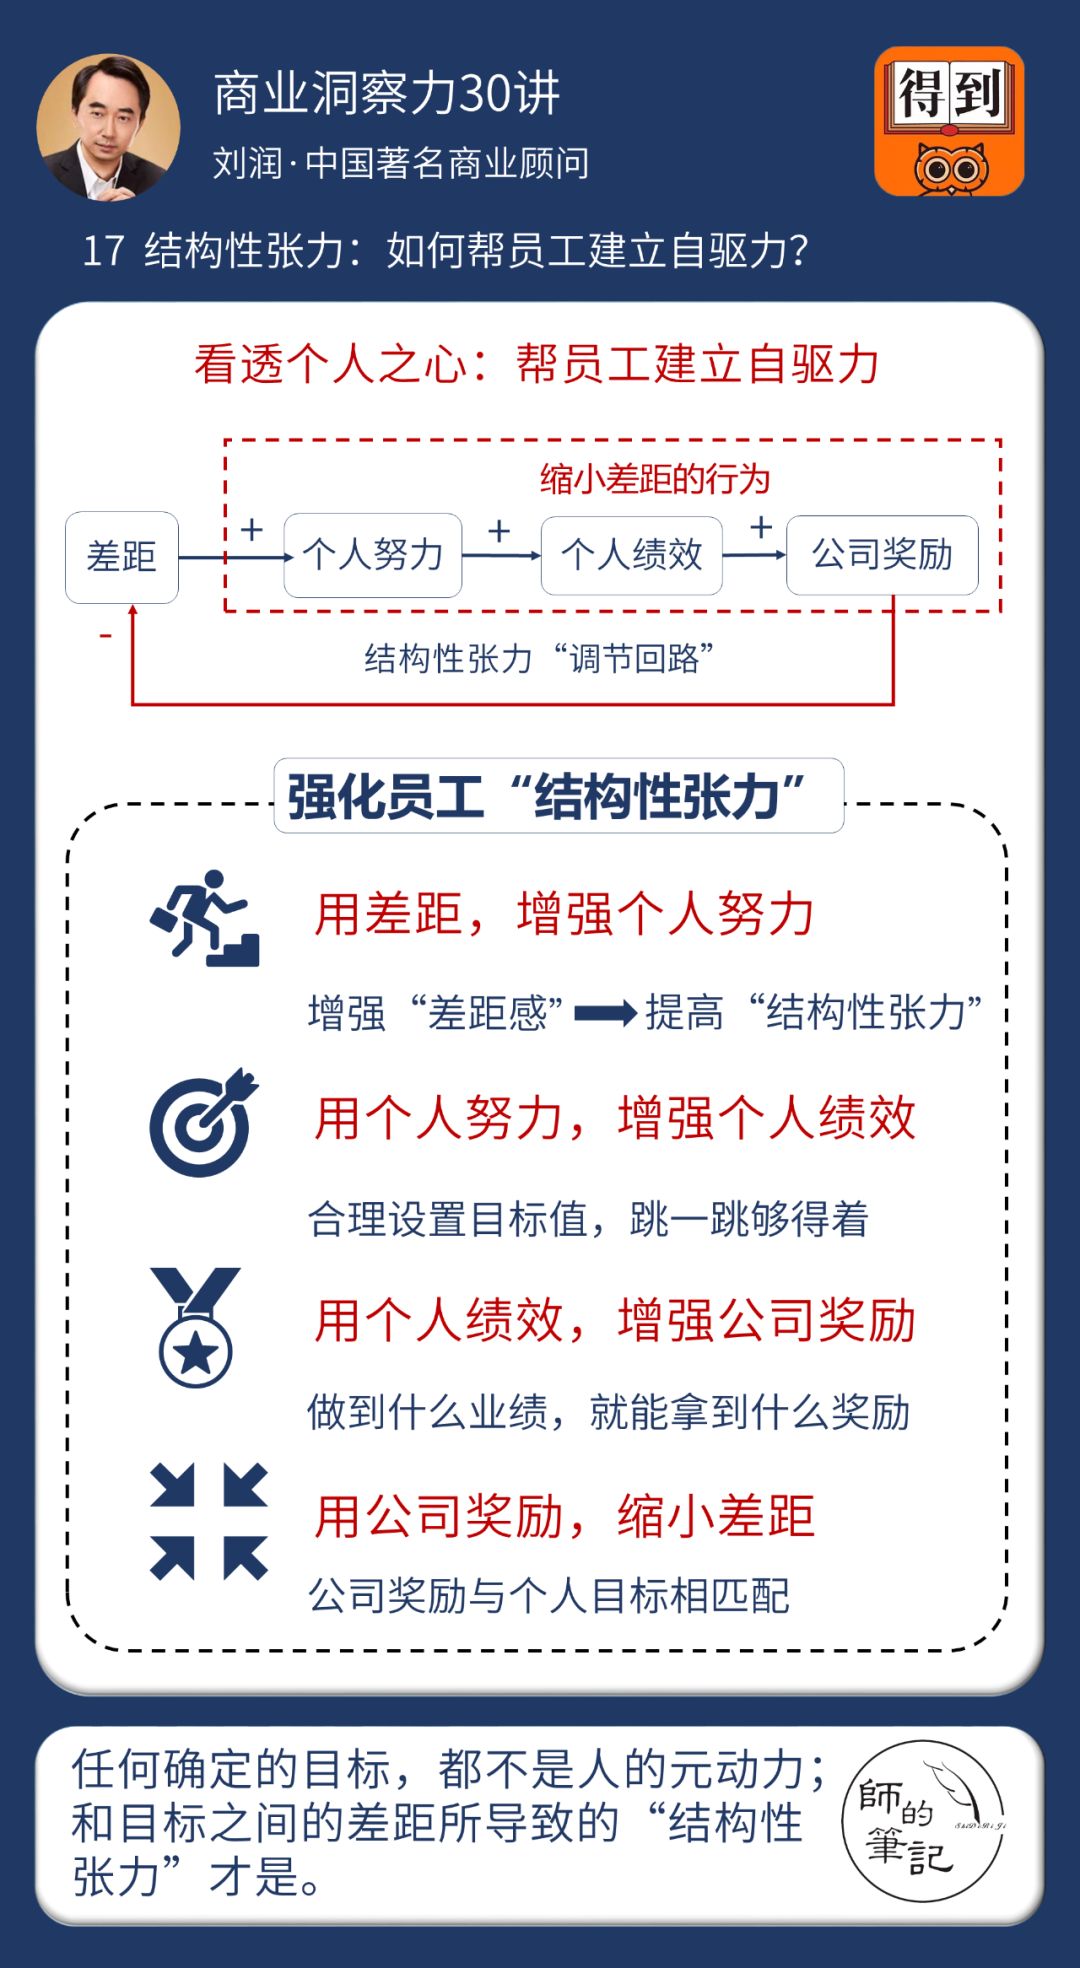 商业洞察力30讲
刘润·中国著名商业顾问
得到
17 结构性张力：如何帮员工建立自驱力？
看透个人之心：帮员工建立自驱力
缩小差距的行为
差距
+
个人努力
+
个人绩效
+
公司奖励
-
结构性张力“调节回路”
强化员工“结构性张力”
用差距，增强个人努力
增强“差距感” 提高“结构性张力”
用个人努力，增强个人绩效
合理设置目标值，跳一跳够得着
用个人绩效，增强公司奖励
做到什么业绩，就能拿到什么奖励
用公司奖励，缩小差距
公司奖励与个人目标相匹配
任何确定的目标，都不是人的元动力；
和目标之间的差距所导致的“结构性
张力”才是。
師的
筆記